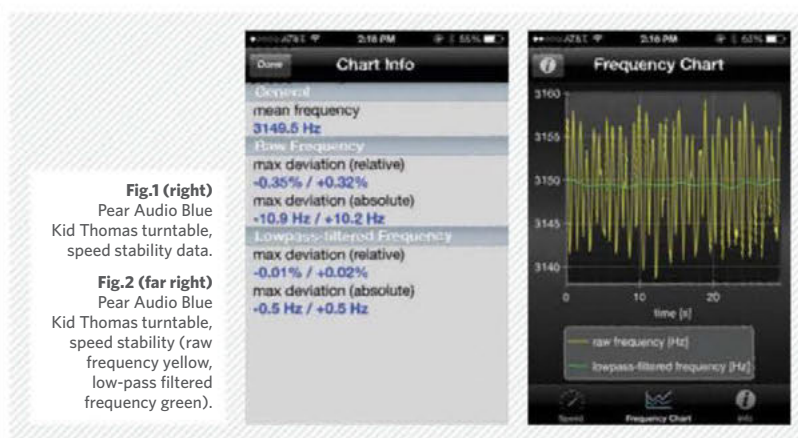 Fig.1 (right)
Pear Audio Blue
Kid Thomas turntable,
speed stability data.
Fig.2 (far right)
Pear Audio Blue
Kid Thomas turntable,
speed stability (raw
frequency yellow,
low-pass filtered
frequency green).
AT&T 2:16 PM 55%
Done Chart Info
General
mean frequency
3149.5 Hz
Raw Frequency
max deviation (relative)
-0.35% / +0.32%
max deviation (absolute)
-10.9 Hz / +10.2 Hz
Lowpass-filtered Frequency
max deviation (relative)
-0.01% / +0.02%
max deviation (absolute)
-0.5 Hz / +0.5 Hz
AT&T 2:16 PM
Frequency Chart
3160
3155
3150
3145
3140
0 10 20
time [s]
raw frequency [Hz]
lowpass-filtered frequency [Hz]
Speed Frequency Chart Info